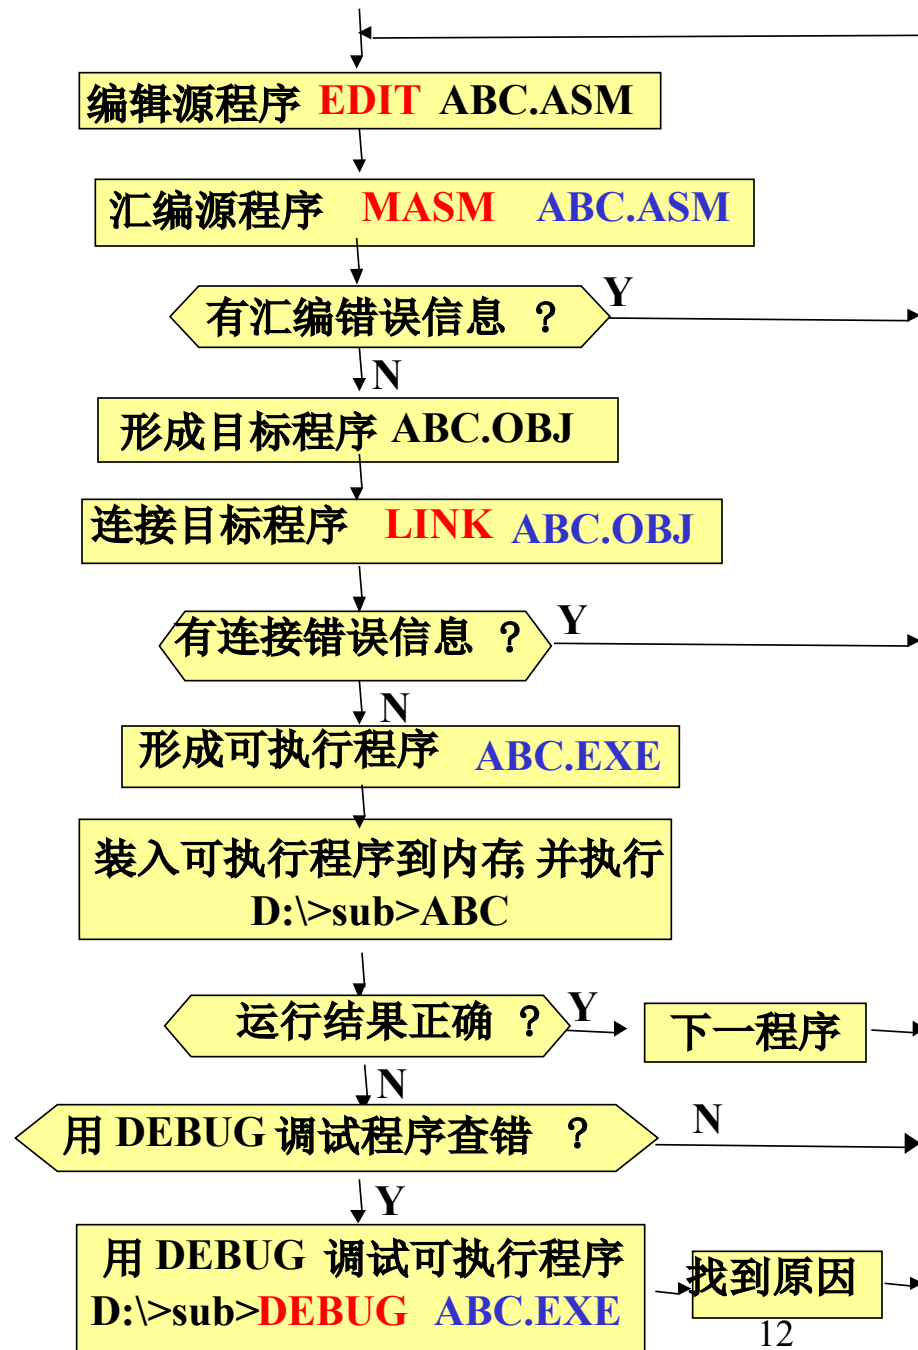 编辑源程序 EDIT ABC.ASM
汇编源程序 MASM ABC.ASM
有汇编错误信息 ？
Y
N
形成目标程序 ABC.OBJ
连接目标程序 LINK ABC.OBJ
有连接错误信息 ？
Y
N
形成可执行程序 ABC.EXE
装入可执行程序到内存,并执行
D:\>sub>ABC
运行结果正确 ？
Y
下一程序
N
用 DEBUG 调试程序查错 ？
N
Y
用 DEBUG 调试可执行程序
D:\>sub>DEBUG ABC.EXE
找到原因
12